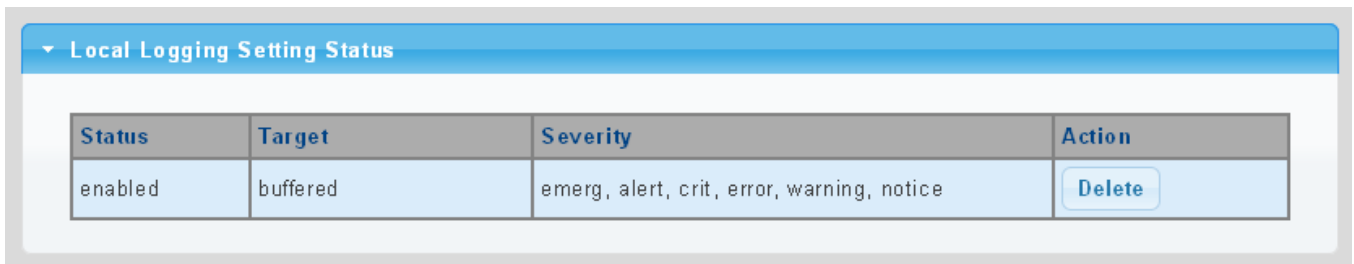 Local Logging Setting Status
Status Target Severity Action
enabled buffered emerg, alert, crit, error, warning, notice Delete